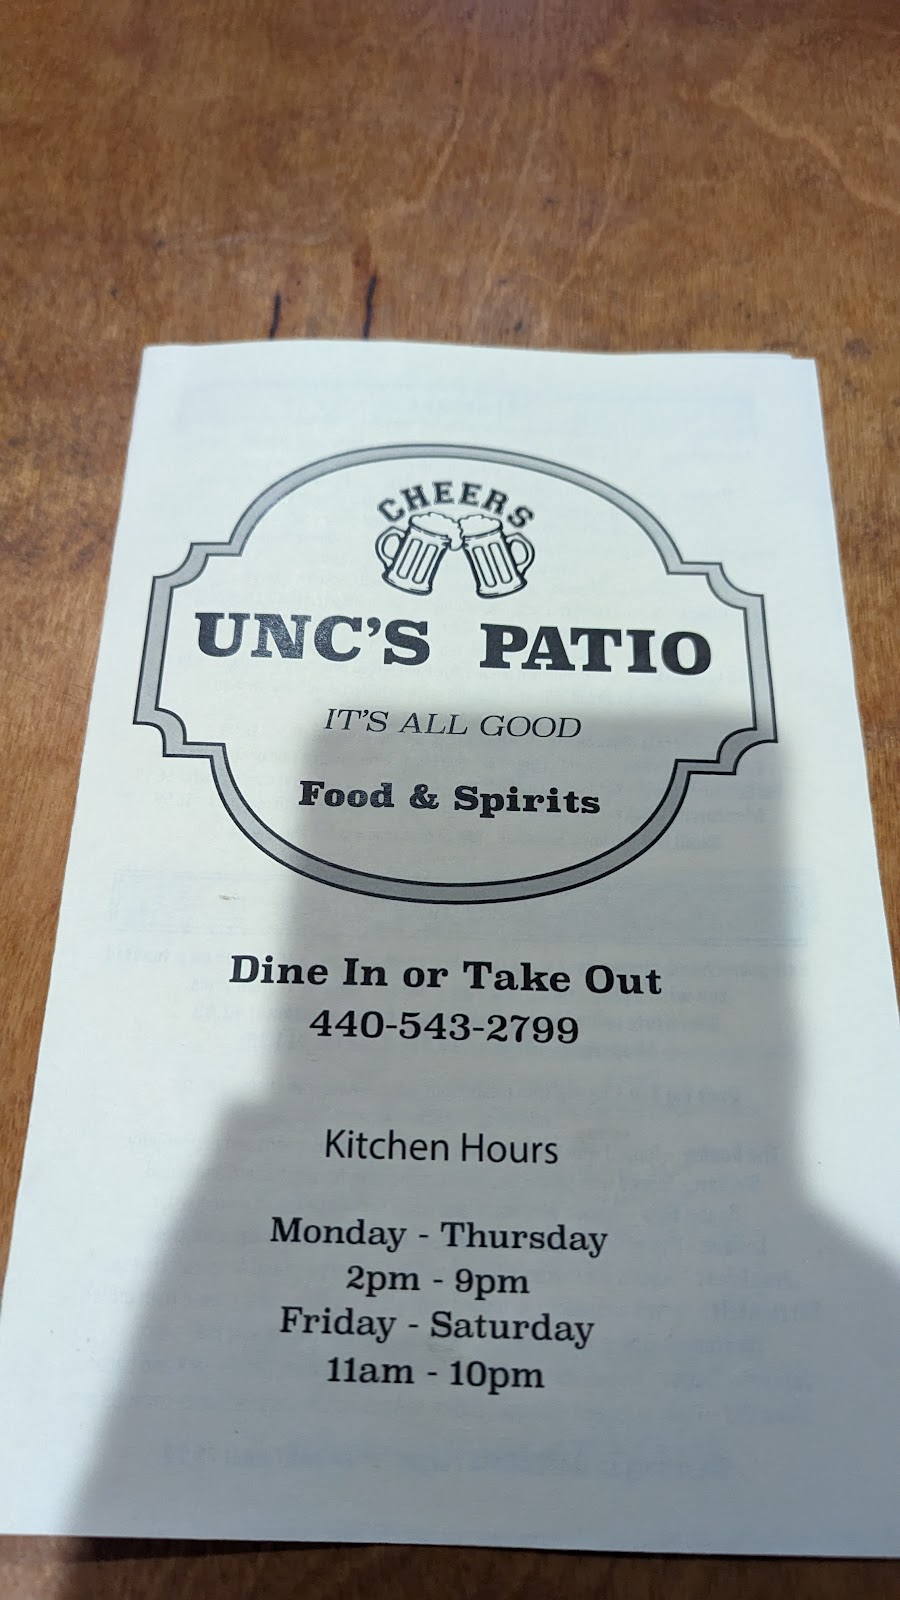 CHEERS
UNC'S PATIO
IT'S ALL GOOD
Food & Spirits
Dine In or Take Out
440-543-2799
Kitchen Hours
Monday - Thursday
2pm - 9pm
Friday - Saturday
11am - 10pm